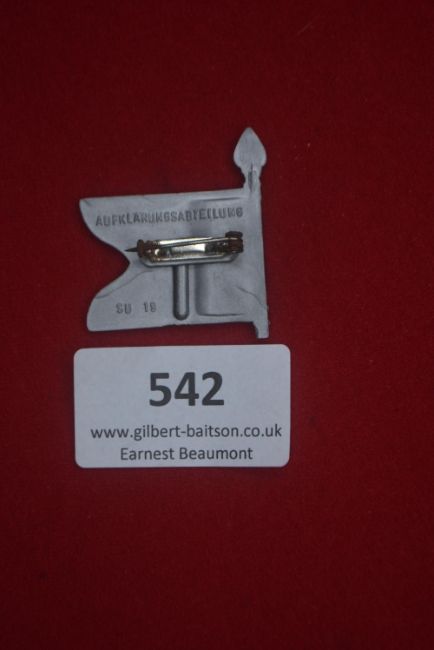 AUFKLARUNGSABTEILUNG
SU 19
542
www.gilbert-baitson.co.uk
Earnest Beaumont